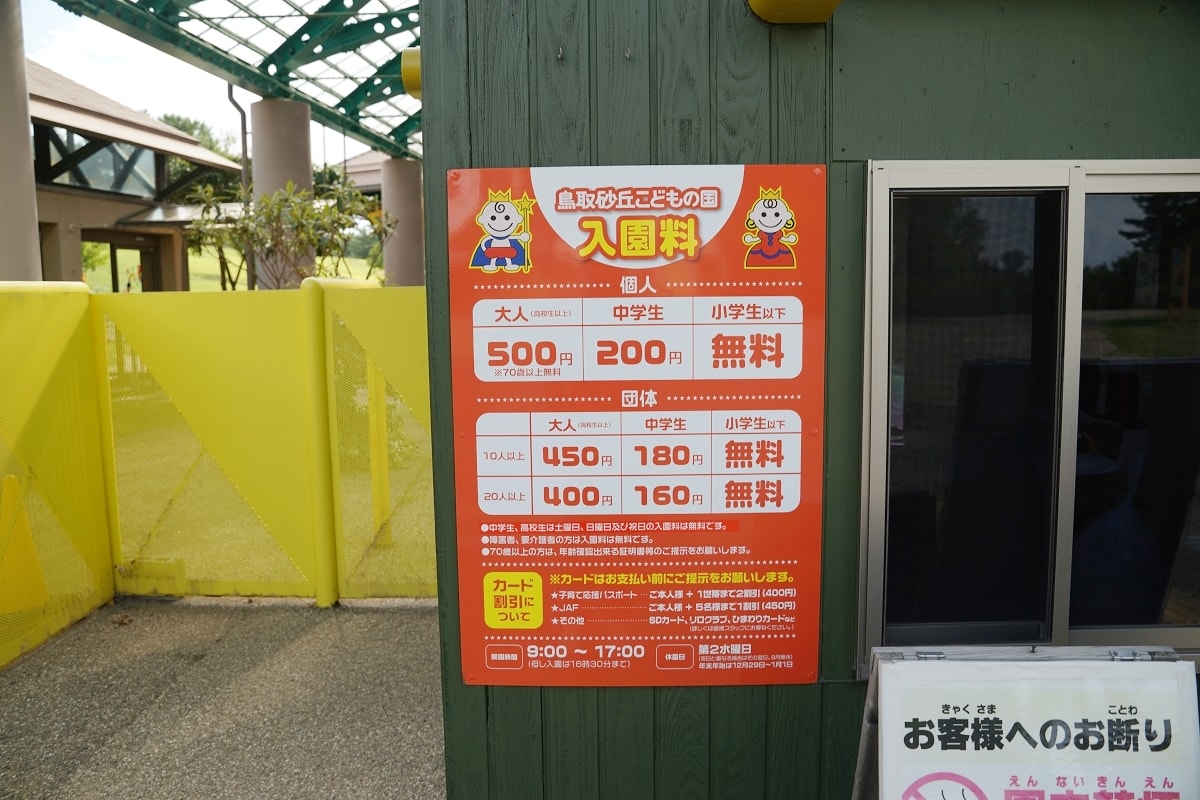 鳥取砂丘こどもの国
入園料
個人
大人(高校生以上) 中学生 小学生以下
500円 200円 無料
※70歳以上無料
団体
大人(高校生以上) 中学生 小学生以下
10人以上 450円 180円 無料
20人以上 400円 160円 無料
●中学生、高校生は土曜日、日曜日及び祝日の入園料は無料です。
●障害者、要介護者の方は入園料は無料です。
●70歳以上の方は、年齢確認出来る証明書等のご提示をお願いします。
カード
割引に
ついて
※カードはお支払い前にご提示をお願いします。
★子育て応援パスポート ご本人様 + 1世帯まで2割引(400円)
★JAF ご本人様 + 5名様まで1割引(450円)
★その他 SDカード、リロクラブ、ひまわりカードなど
開園時間 9:00 ～ 17:00
(但し入園は16時30分まで)
休園日 第2水曜日
年末年始は12月29日～1月1日
きゃく さま ことわ
お客様へのお断り
えん ない きん えん